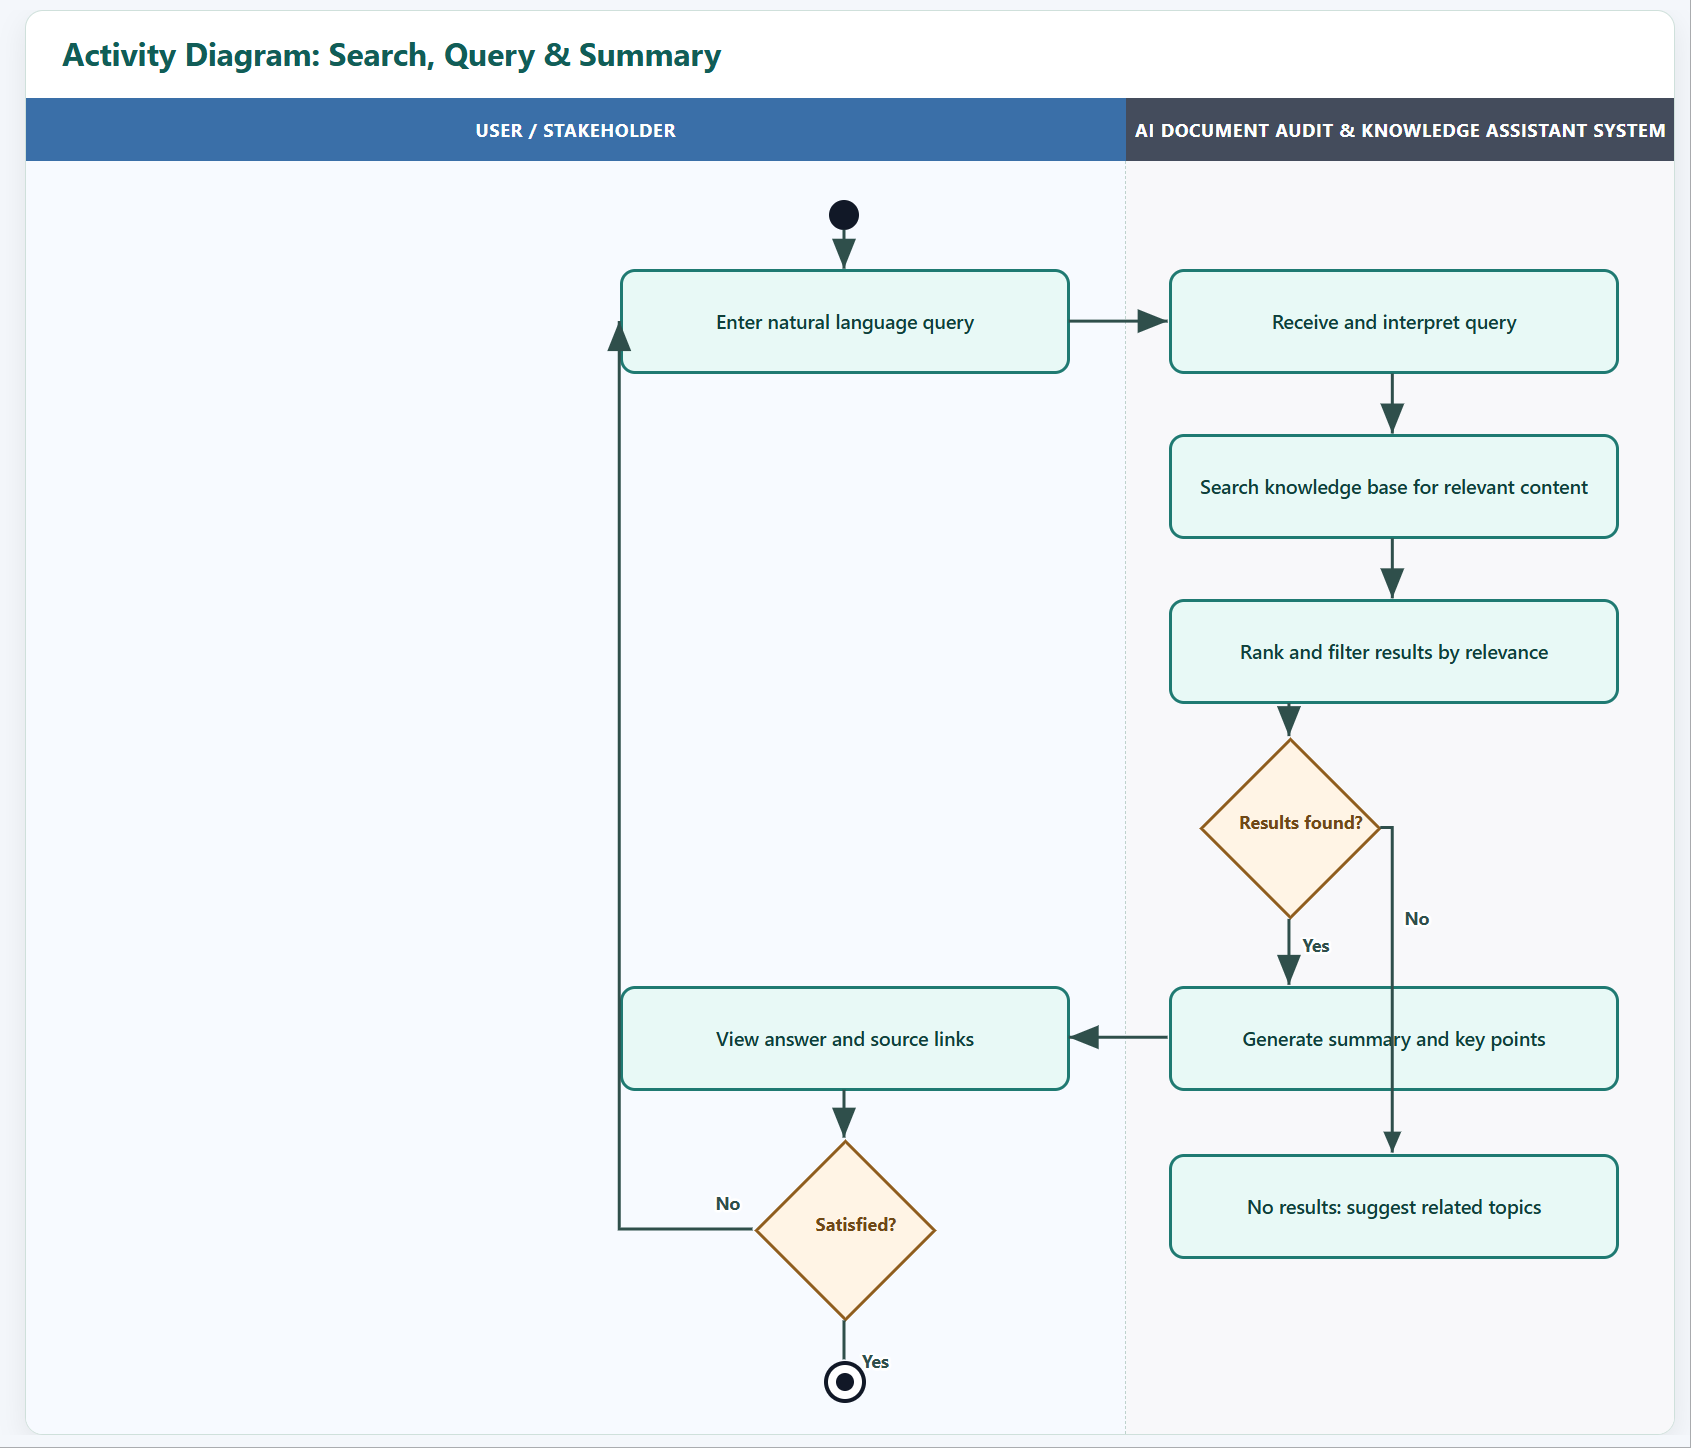 Activity Diagram: Search, Query & Summary
USER / STAKEHOLDER
AI DOCUMENT AUDIT & KNOWLEDGE ASSISTANT SYSTEM
Enter natural language query
Receive and interpret query
Search knowledge base for relevant content
Rank and filter results by relevance
Results found?
No
Yes
View answer and source links
Generate summary and key points
No
Satisfied?
No results: suggest related topics
Yes